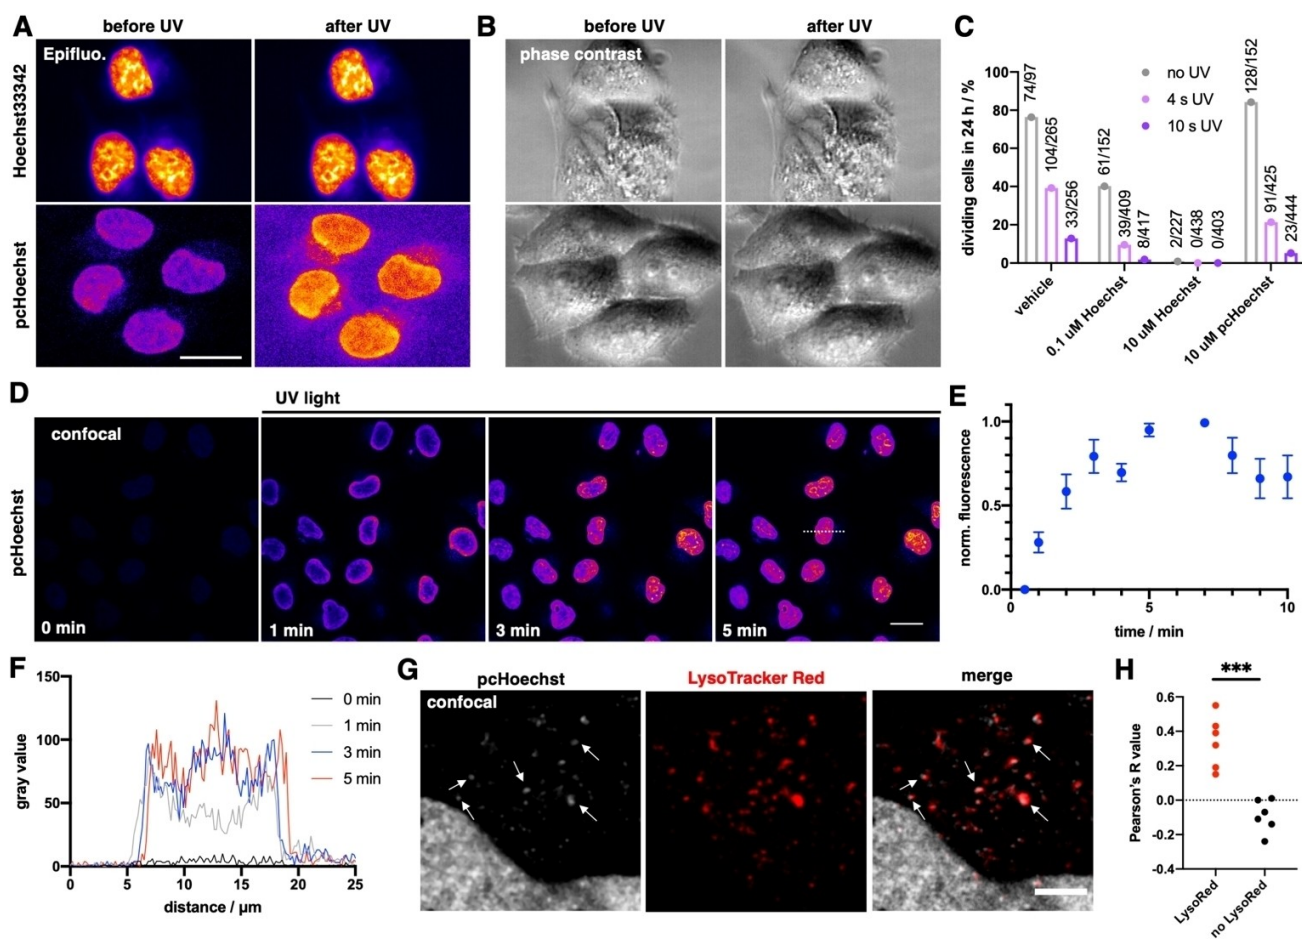 A
before UV
after UV
Epifluo.
Hoechst33342
pcHoechst
B
before UV
after UV
phase contrast
C
dividing cells in 24 h / %
100
80
60
40
20
0
74/97
104/265
33/256
61/152
39/409
8/417
2/227
0/438
0/403
128/152
91/425
23/444
no UV
4 s UV
10 s UV
vehicle
0.1 uM Hoechst
10 uM Hoechst
10 uM pcHoechst
D
UV light
confocal
pcHoechst
0 min
1 min
3 min
5 min
E
norm. fluorescence
1.0
0.5
0.0
0
5
10
time / min
F
gray value
150
100
50
0
0 min
1 min
3 min
5 min
0
5
10
15
20
25
distance / µm
G
pcHoechst
LysoTracker Red
merge
confocal
H
***
Pearson's R value
0.6
0.4
0.2
0.0
-0.2
-0.4
LysoRed
no LysoRed